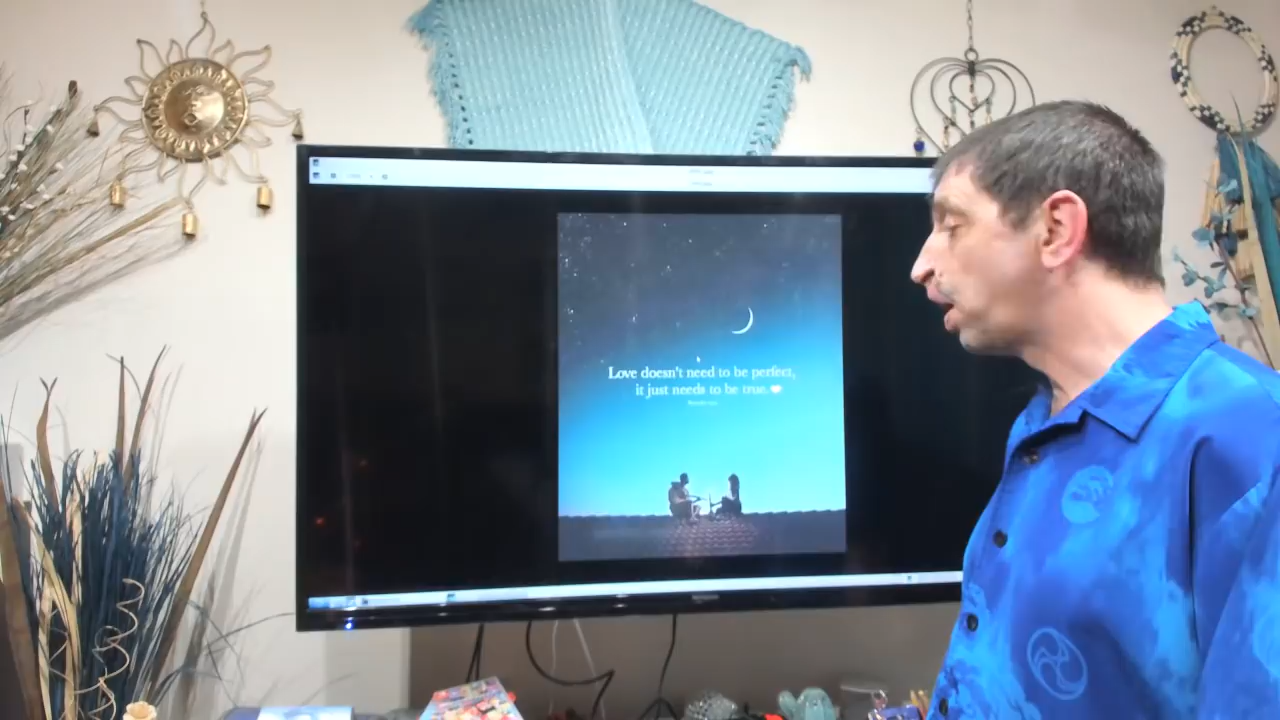 Love doesn't need to be perfect,
it just needs to be true.